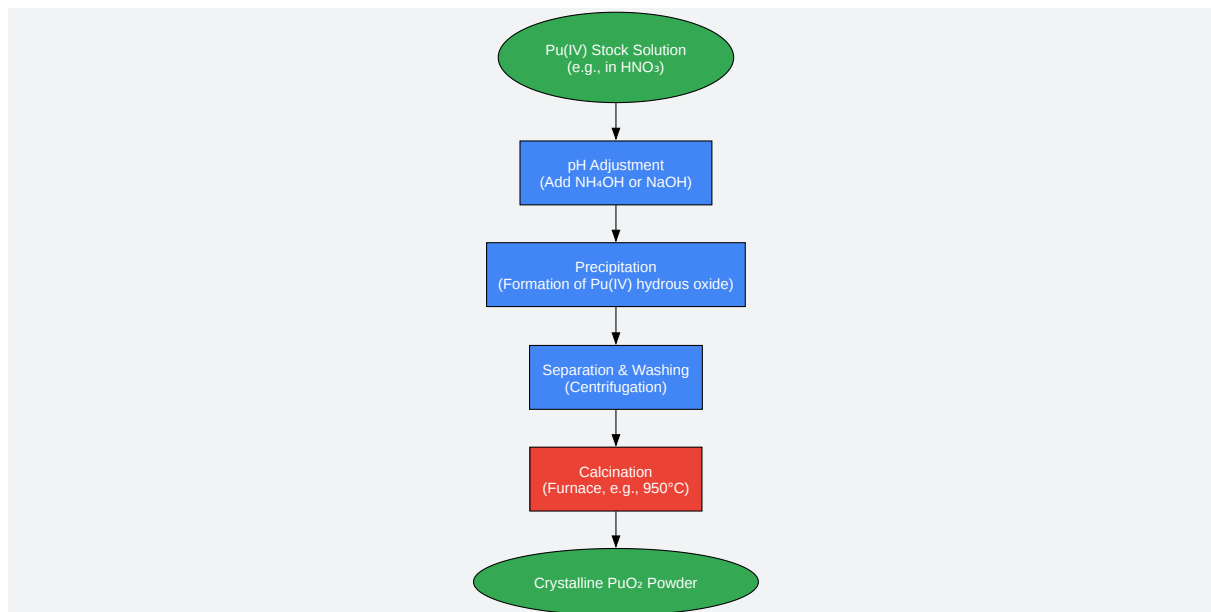 Pu(IV) Stock Solution
(e.g., in HNO₃)
pH Adjustment
(Add NH₄OH or NaOH)
Precipitation
(Formation of Pu(IV) hydrous oxide)
Separation & Washing
(Centrifugation)
Calcination
(Furnace, e.g., 950°C)
Crystalline PuO₂ Powder